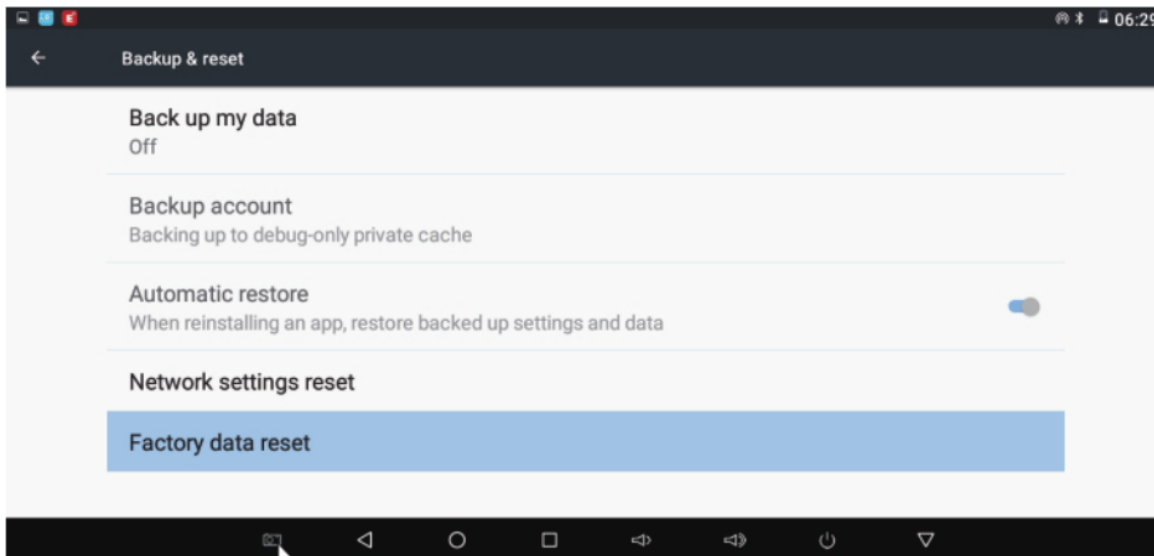 06:29
Backup & reset
Back up my data
Off
Backup account
Backing up to debug-only private cache
Automatic restore
When reinstalling an app, restore backed up settings and data
Network settings reset
Factory data reset